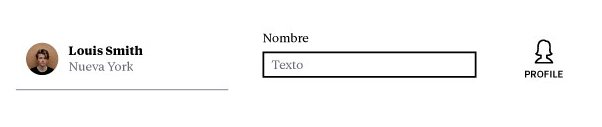 Louis Smith
Nueva York
Nombre
Texto
PROFILE